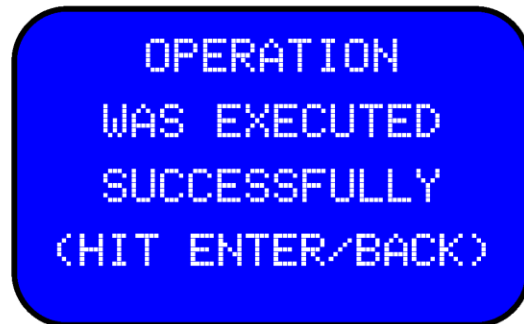 OPERATION
WAS EXECUTED
SUCCESSFULLY
(HIT ENTER/BACK)